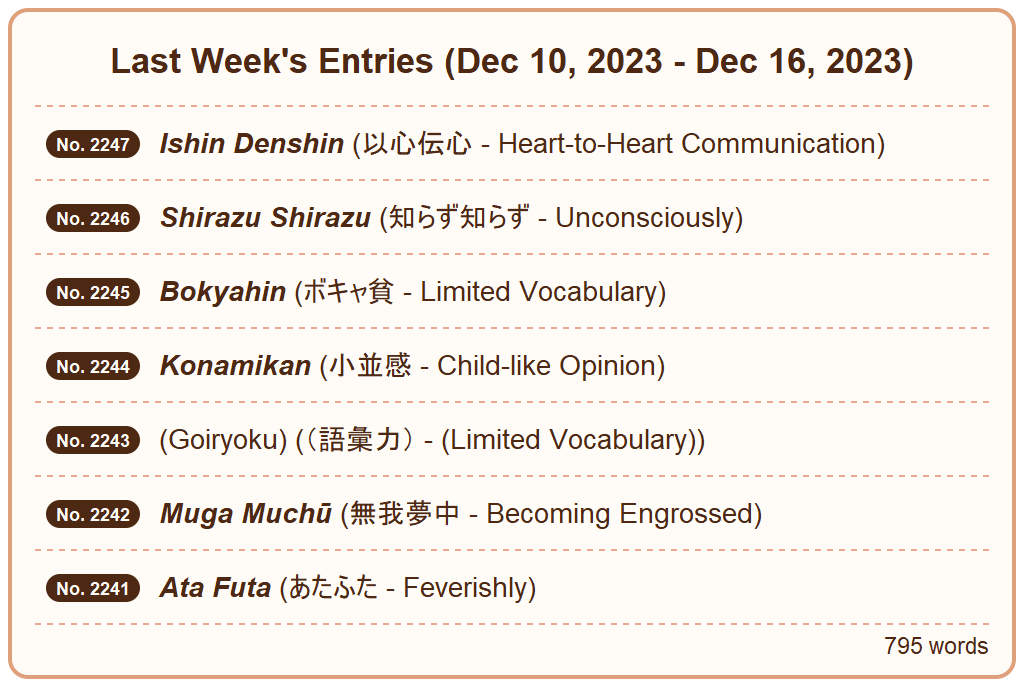 Last Week's Entries (Dec 10, 2023 - Dec 16, 2023)
No. 2247 Ishin Denshin (以心伝心 - Heart-to-Heart Communication)
No. 2246 Shirazu Shirazu (知らず知らず - Unconsciously)
No. 2245 Bokyahin (ボキャ貧 - Limited Vocabulary)
No. 2244 Konamikan (小並感 - Child-like Opinion)
No. 2243 (Goiryoku) (（語彙力） - (Limited Vocabulary))
No. 2242 Muga Muchū (無我夢中 - Becoming Engrossed)
No. 2241 Ata Futa (あたふた - Feverishly)
795 words